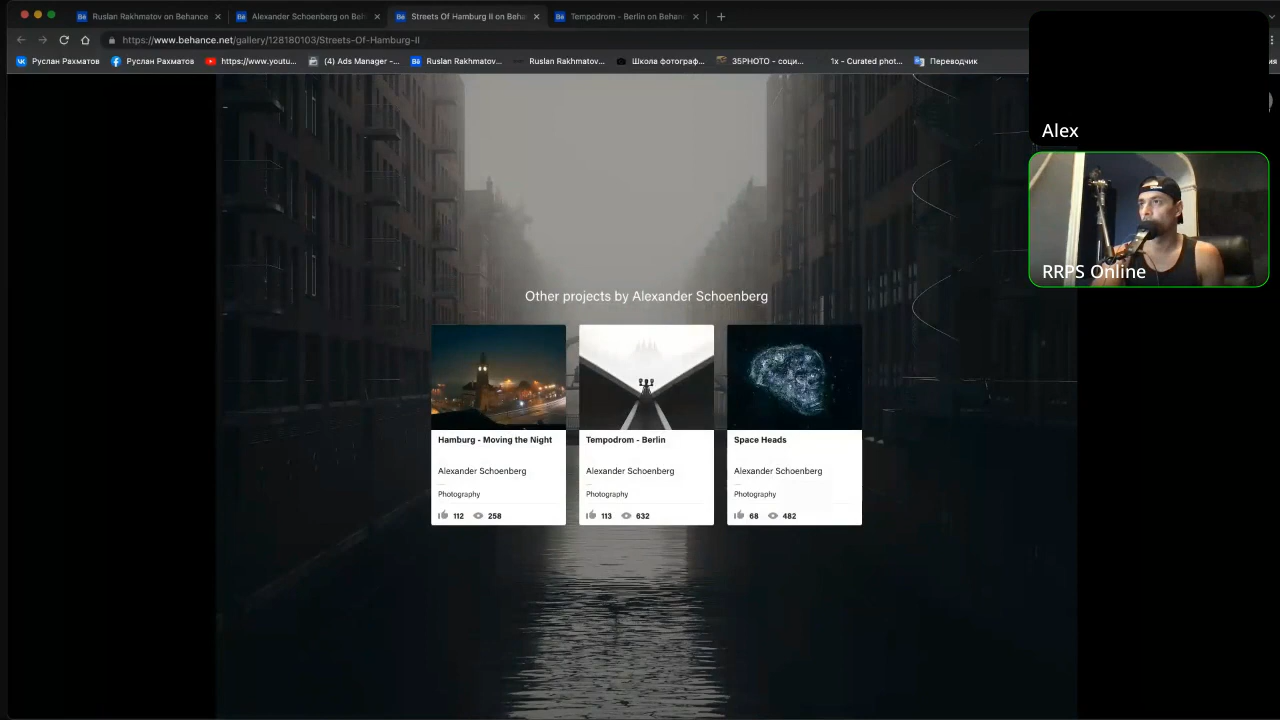 Ruslan Rakhmatov on Behance
Alexander Schoenberg on Beh
Streets Of Hamburg II on Beha
Tempodrom - Berlin on Behan
https://www.behance.net/gallery/128180103/Streets-Of-Hamburg-II
Руслан Рахматов
Руслан Рахматов
https://www.youtu...
(4) Ads Manager -...
Ruslan Rakhmatov...
Ruslan Rakhmatov...
Школа фотограф...
35PHOTO - соци...
1x - Curated phot...
Переводчик
Alex
RRPS Online
Other projects by Alexander Schoenberg
Hamburg - Moving the Night
Alexander Schoenberg
Photography
112 258
Tempodrom - Berlin
Alexander Schoenberg
Photography
113 632
Space Heads
Alexander Schoenberg
Photography
68 482